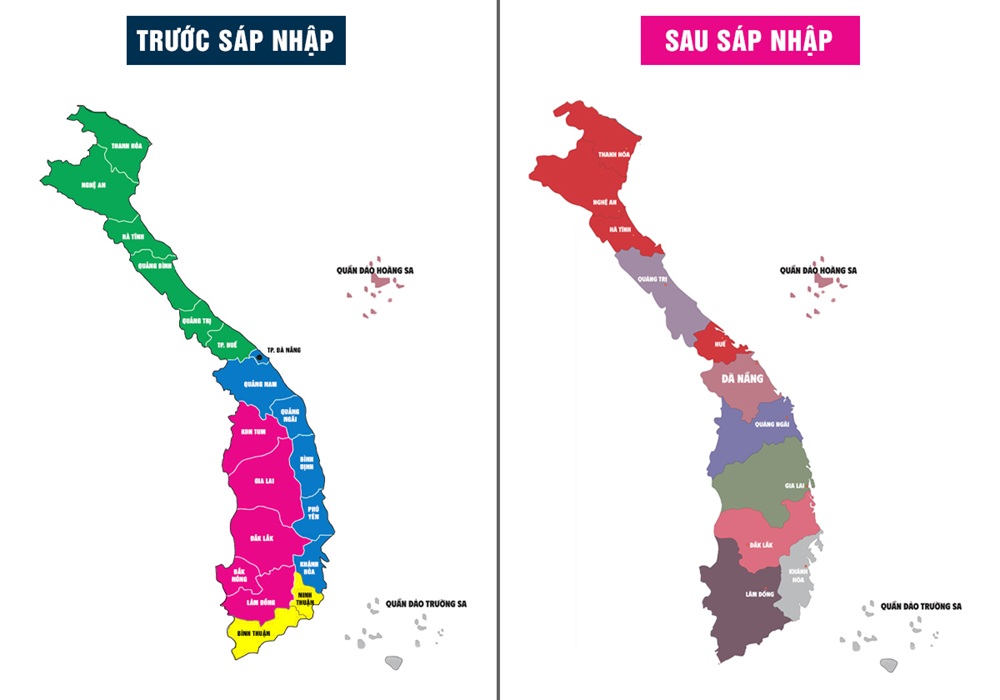 TRƯỚC SÁP NHẬP
THANH HÓA
NGHỆ AN
HÀ TĨNH
QUẢNG BÌNH
QUẢNG TRỊ
TP. HUẾ
TP. ĐÀ NẴNG
QUẢNG NAM
QUẢNG
NGÃI
KON TUM
BÌNH
ĐỊNH
GIA LAI
PHÚ
YÊN
ĐẮK LẮK
KHÁNH
HÒA
ĐẮK
NÔNG
LÂM ĐỒNG
NINH
THUẬN
BÌNH THUẬN
QUẦN ĐẢO HOÀNG SA
QUẦN ĐẢO TRƯỜNG SA
SAU SÁP NHẬP
THANH HÓA
NGHỆ AN
HÀ TĨNH
QUẢNG TRỊ
HUẾ
ĐÀ NẴNG
QUẢNG NGÃI
GIA LAI
ĐẮK LẮK
KHÁNH
HÒA
LÂM ĐỒNG
QUẦN ĐẢO HOÀNG SA
QUẦN ĐẢO TRƯỜNG SA